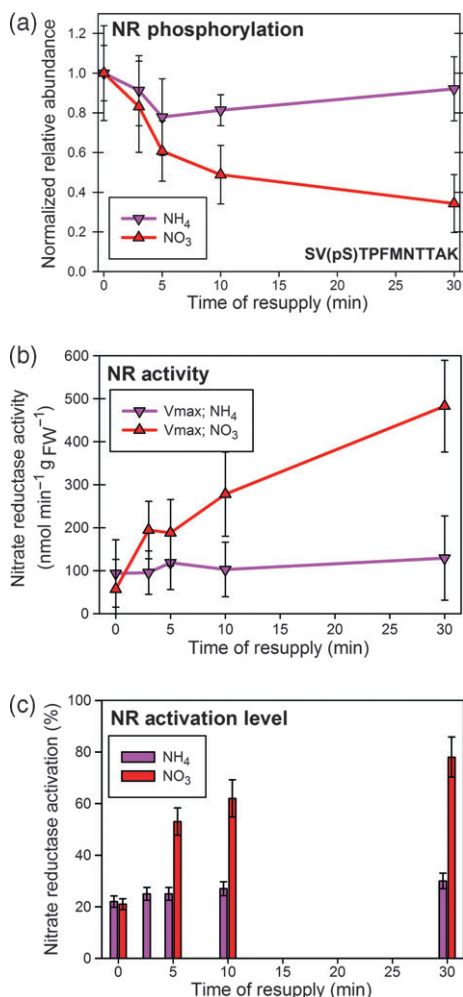 (a)
NR phosphorylation
Normalized relative abundance
1.2
1.0
0.8
0.6
0.4
0.2
0.0
NH₄
NO₃
SV(pS)TPFMNTTAK
0 5 10 15 20 25 30
Time of resupply (min)
(b)
NR activity
Nitrate reductase activity
(nmol min⁻¹ g FW⁻¹)
600
500
400
300
200
100
0
Vmax; NH₄
Vmax; NO₃
0 5 10 15 20 25 30
Time of resupply (min)
(c)
NR activation level
Nitrate reductase activation (%)
100
80
60
40
20
0
NH₄
NO₃
0 5 10 15 20 25 30
Time of resupply (min)